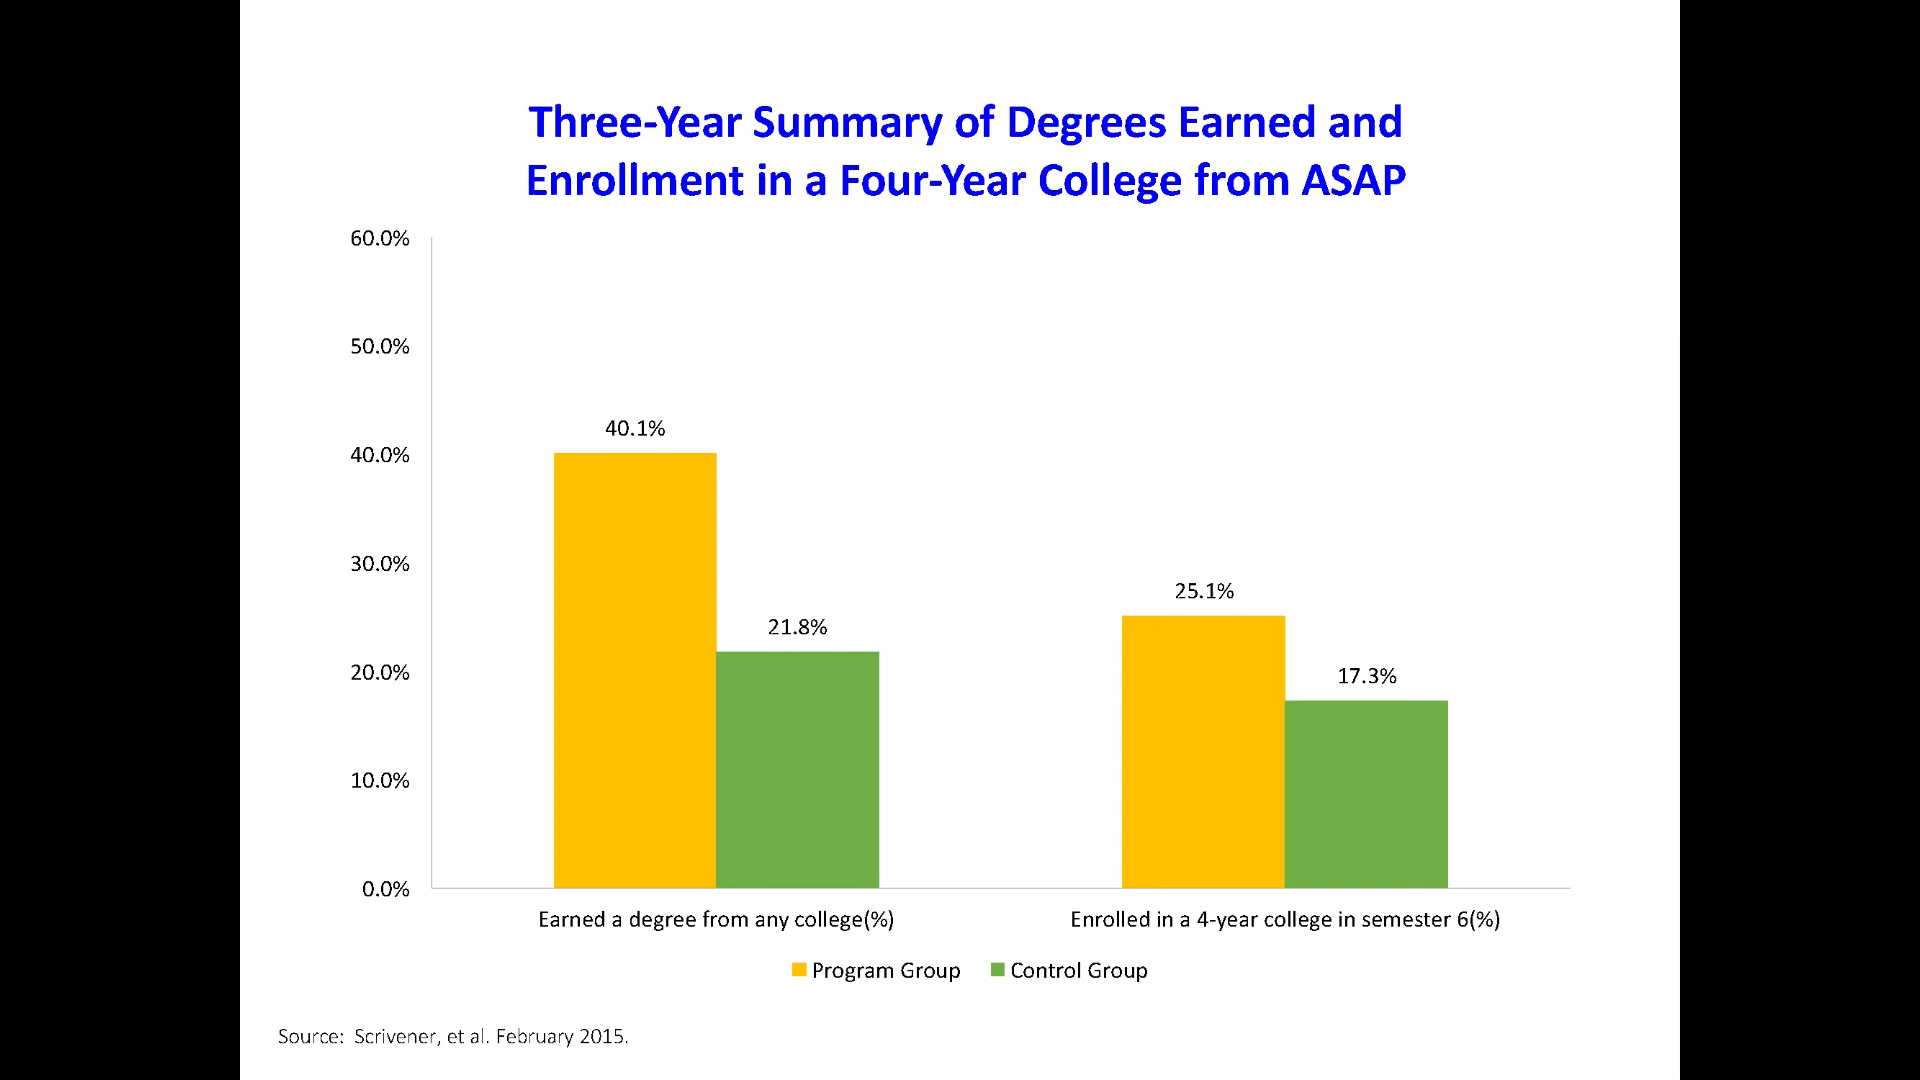 Three-Year Summary of Degrees Earned and
Enrollment in a Four-Year College from ASAP
60.0%
50.0%
40.0%
30.0%
20.0%
10.0%
0.0%
40.1%
21.8%
25.1%
17.3%
Earned a degree from any college(%)
Enrolled in a 4-year college in semester 6(%)
Program Group
Control Group
Source:  Scrivener, et al. February 2015.